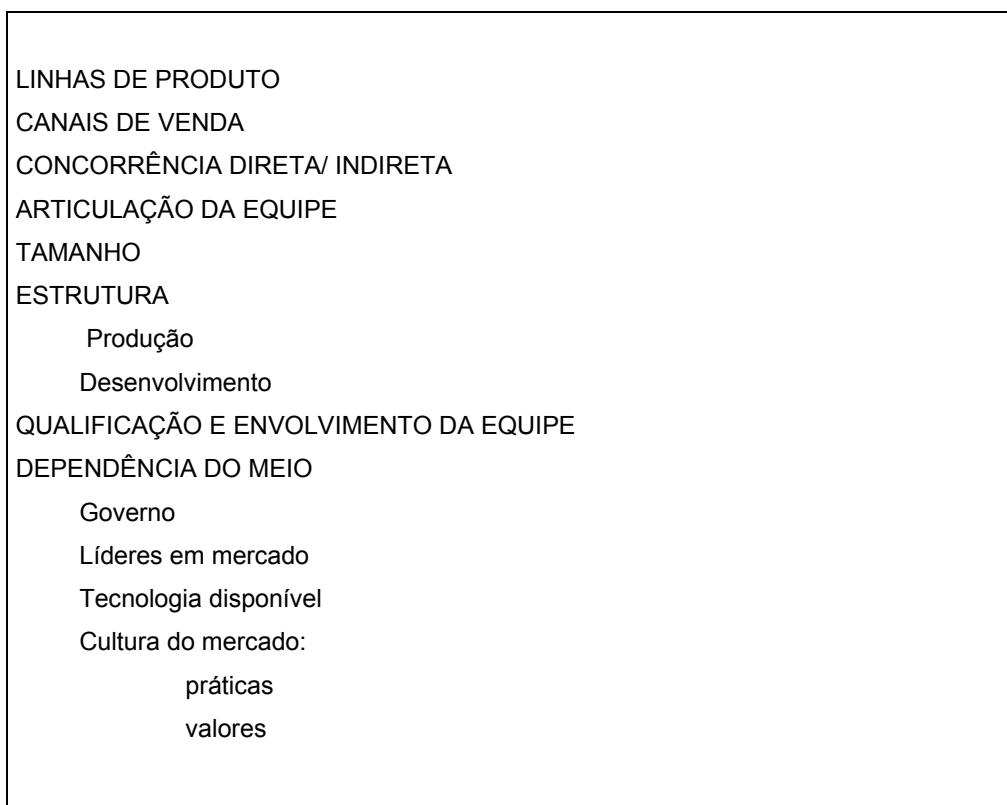 LINHAS DE PRODUTO
CANAIS DE VENDA
CONCORRÊNCIA DIRETA/ INDIRETA
ARTICULAÇÃO DA EQUIPE
TAMANHO
ESTRUTURA
Produção
Desenvolvimento
QUALIFICAÇÃO E ENVOLVIMENTO DA EQUIPE
DEPENDÊNCIA DO MEIO
Governo
Líderes em mercado
Tecnologia disponível
Cultura do mercado:
práticas
valores